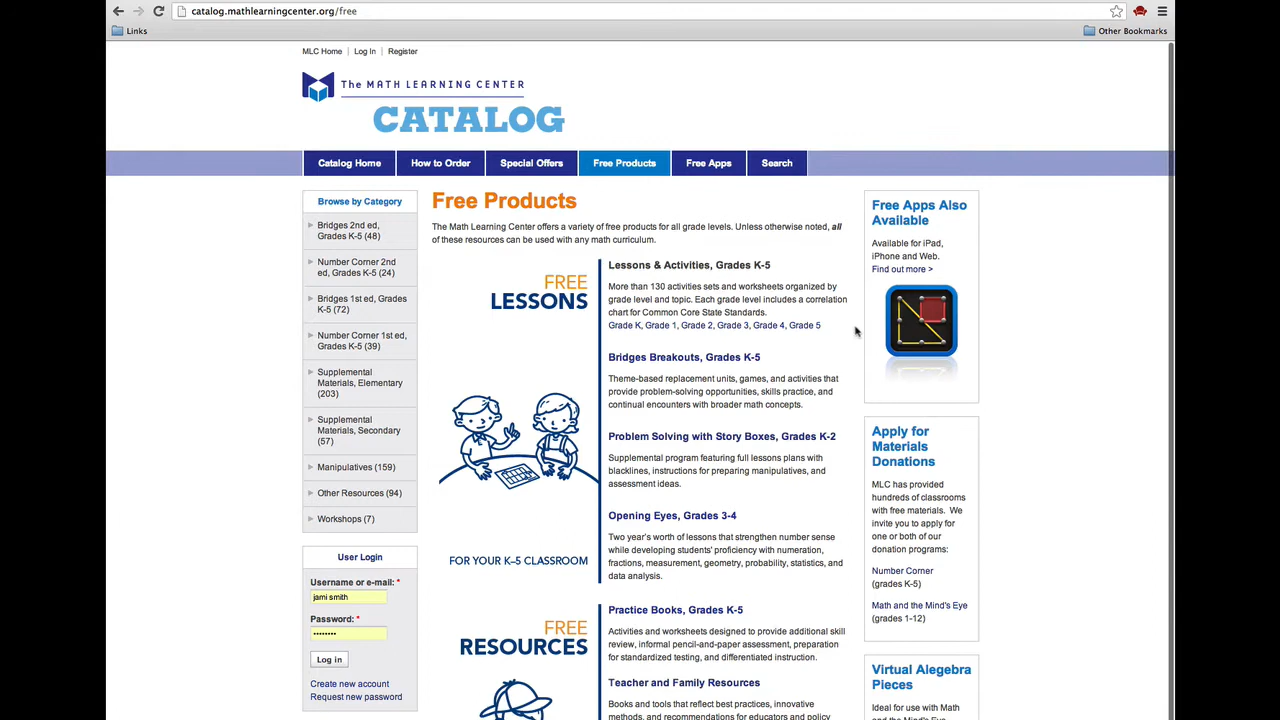 catalog.mathlearningcenter.org/free
Links
Other Bookmarks
MLC Home | Log In | Register
The MATH LEARNING CENTER
CATALOG
Catalog Home
How to Order
Special Offers
Free Products
Free Apps
Search
Browse by Category
Bridges 2nd ed,
Grades K-5 (48)
Number Corner 2nd
ed, Grades K-5 (24)
Bridges 1st ed, Grades
K-5 (72)
Number Corner 1st ed,
Grades K-5 (39)
Supplemental
Materials, Elementary
(203)
Supplemental
Materials, Secondary
(57)
Manipulatives (159)
Other Resources (94)
Workshops (7)
User Login
Username or e-mail: *
jami smith
Password: *
••••••••
Log in
Create new account
Request new password
Free Products
The Math Learning Center offers a variety of free products for all grade levels. Unless otherwise noted, all
of these resources can be used with any math curriculum.
FREE
LESSONS
FOR YOUR K–5 CLASSROOM
Lessons & Activities, Grades K-5
More than 130 activities sets and worksheets organized by
grade level and topic. Each grade level includes a correlation
chart for Common Core State Standards.
Grade K, Grade 1, Grade 2, Grade 3, Grade 4, Grade 5
Bridges Breakouts, Grades K-5
Theme-based replacement units, games, and activities that
provide problem-solving opportunities, skills practice, and
continual encounters with broader math concepts.
Problem Solving with Story Boxes, Grades K-2
Supplemental program featuring full lessons plans with
blacklines, instructions for preparing manipulatives, and
assessment ideas.
Opening Eyes, Grades 3-4
Two year's worth of lessons that strengthen number sense
while developing students' proficiency with numeration,
fractions, measurement, geometry, probability, statistics, and
data analysis.
FREE
RESOURCES
Practice Books, Grades K-5
Activities and worksheets designed to provide additional skill
review, informal pencil-and-paper assessment, preparation
for standardized testing, and differentiated instruction.
Teacher and Family Resources
Books and tools that reflect best practices, innovative
methods, and recommendations for educators and policy
Free Apps Also
Available
Available for iPad,
iPhone and Web.
Find out more >
Apply for
Materials
Donations
MLC has provided
hundreds of classrooms
with free materials. We
invite you to apply for
one or both of our
donation programs:
Number Corner
(grades K-5)
Math and the Mind's Eye
(grades 1-12)
Virtual Alegebra
Pieces
Ideal for use with Math
and the Mind's Eye